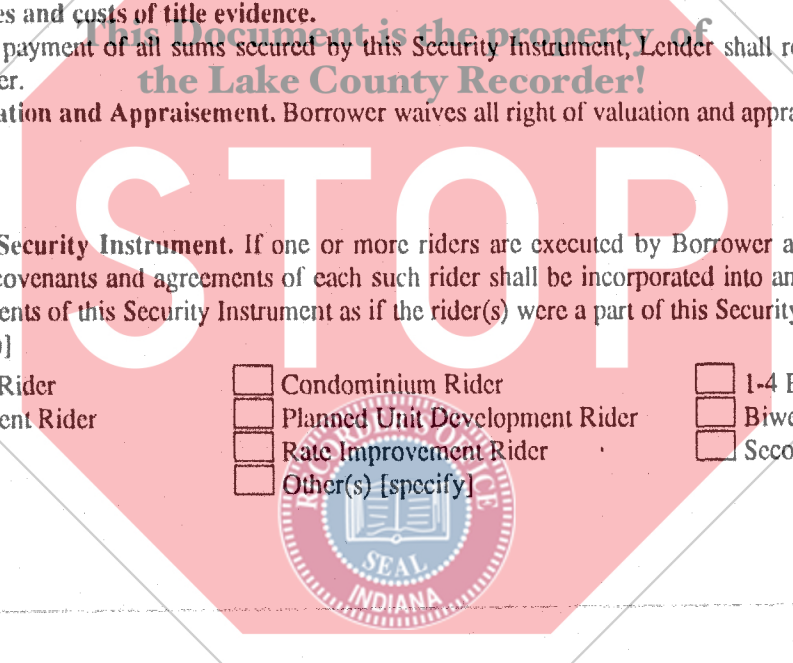 es and costs of title evidence.
This Document is the property of
payment of all sums secured by this Security Instrument, Lender shall re
er.
the Lake County Recorder!
ation and Appraisement. Borrower waives all right of valuation and appra
STOP
Security Instrument. If one or more riders are executed by Borrower a
covenants and agreements of each such rider shall be incorporated into an
ents of this Security Instrument as if the rider(s) were a part of this Security
)]
Rider
Condominium Rider
1-4 F
ent Rider
Planned Unit Development Rider
Biwe
Rate Improvement Rider
Seco
Other(s) [specify]
RECORDER'S OFFICE
SEAL
INDIANA